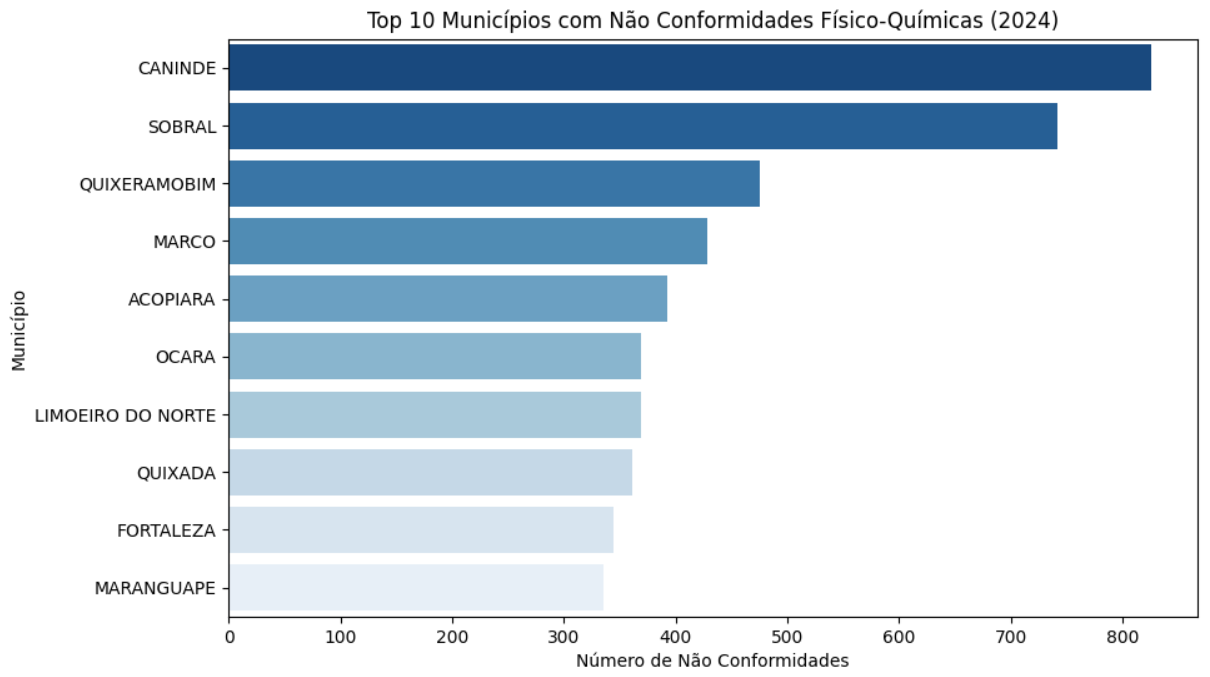 Top 10 Municípios com Não Conformidades Físico-Químicas (2024)
Município
CANINDE
SOBRAL
QUIXERAMOBIM
MARCO
ACOPIARA
OCARA
LIMOEIRO DO NORTE
QUIXADA
FORTALEZA
MARANGUAPE
0 100 200 300 400 500 600 700 800
Número de Não Conformidades